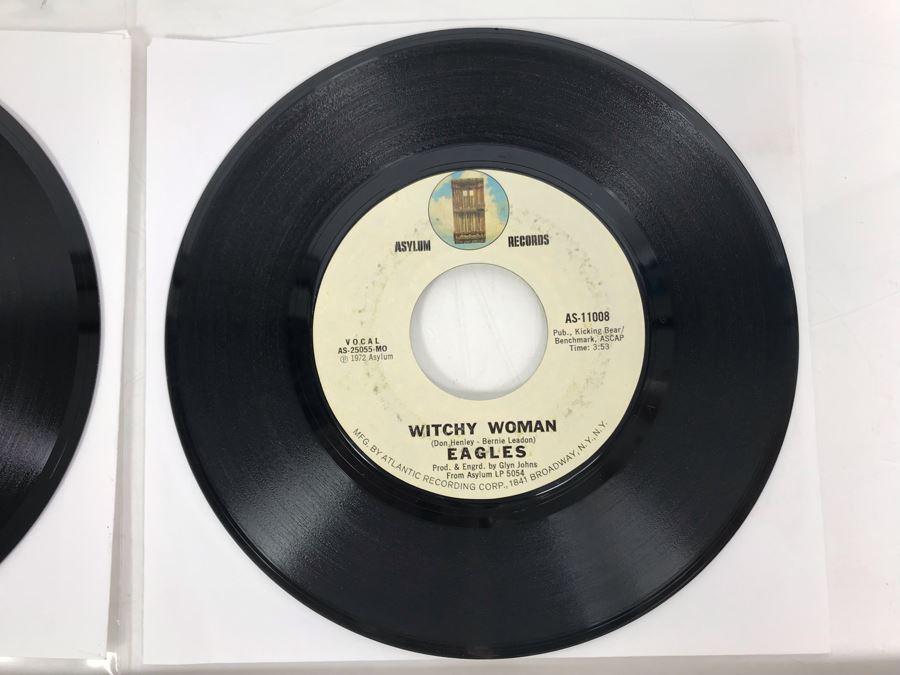 ASYLUM RECORDS
AS-11008
Pub., Kicking Bear/
Benchmark, ASCAP
Time: 3:53
VOCAL
AS-25055-MO
Ⓟ 1972 Asylum
WITCHY WOMAN
(Don Henley - Bernie Leadon)
EAGLES
Prod. & Engrd. by Glyn Johns
From Asylum LP 5054
MFG. BY ATLANTIC RECORDING CORP., 1841 BROADWAY, N.Y., N.Y.